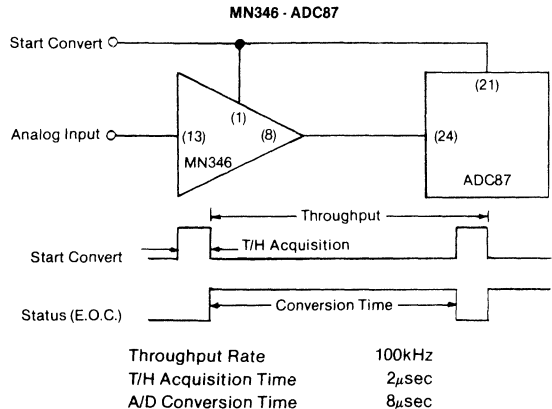 MN346 - ADC87
Start Convert
(21)
(1)
Analog Input
(13)
(8)
(24)
MN346
ADC87
Throughput
T/H Acquisition
Start Convert
Conversion Time
Status (E.O.C.)
Throughput Rate 100kHz
T/H Acquisition Time 2μsec
A/D Conversion Time 8μsec